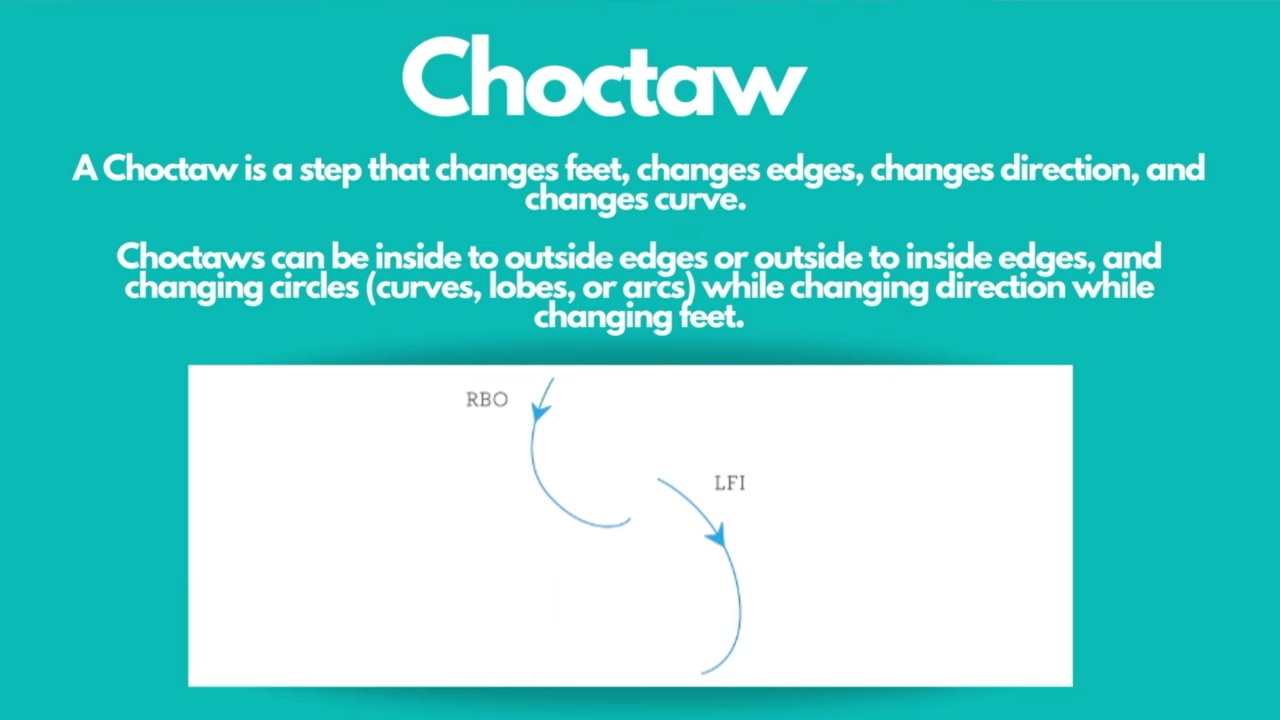 Choctaw
A Choctaw is a step that changes feet, changes edges, changes direction, and
changes curve.
Choctaws can be inside to outside edges or outside to inside edges, and
changing circles (curves, lobes, or arcs) while changing direction while
changing feet.
RBO
LFI